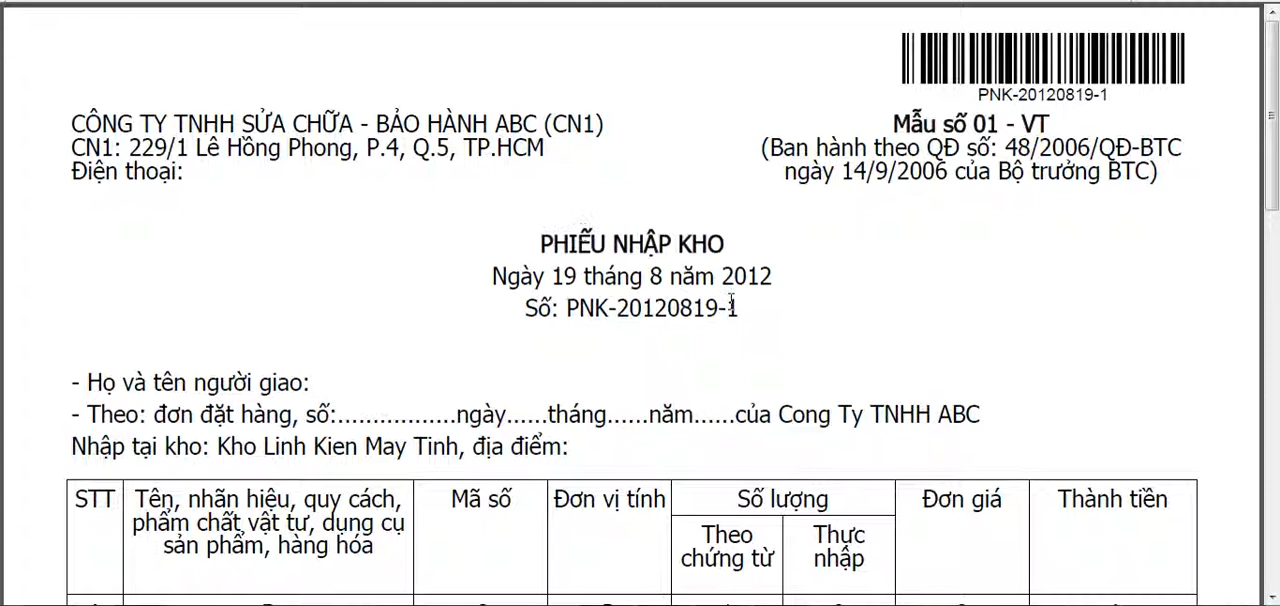 PNK-20120819-1
CÔNG TY TNHH SỬA CHỮA - BẢO HÀNH ABC (CN1)
CN1: 229/1 Lê Hồng Phong, P.4, Q.5, TP.HCM
Điện thoại:
Mẫu số 01 - VT
(Ban hành theo QĐ số: 48/2006/QĐ-BTC
ngày 14/9/2006 của Bộ trưởng BTC)
PHIẾU NHẬP KHO
Ngày 19 tháng 8 năm 2012
Số: PNK-20120819-1
- Họ và tên người giao:
- Theo: đơn đặt hàng, số:.................ngày......tháng......năm......của Cong Ty TNHH ABC
Nhập tại kho: Kho Linh Kien May Tinh, địa điểm:
STT
Tên, nhãn hiệu, quy cách,
phẩm chất vật tư, dụng cụ
sản phẩm, hàng hóa
Mã số
Đơn vị tính
Số lượng
Theo
chứng từ
Thực
nhập
Đơn giá
Thành tiền